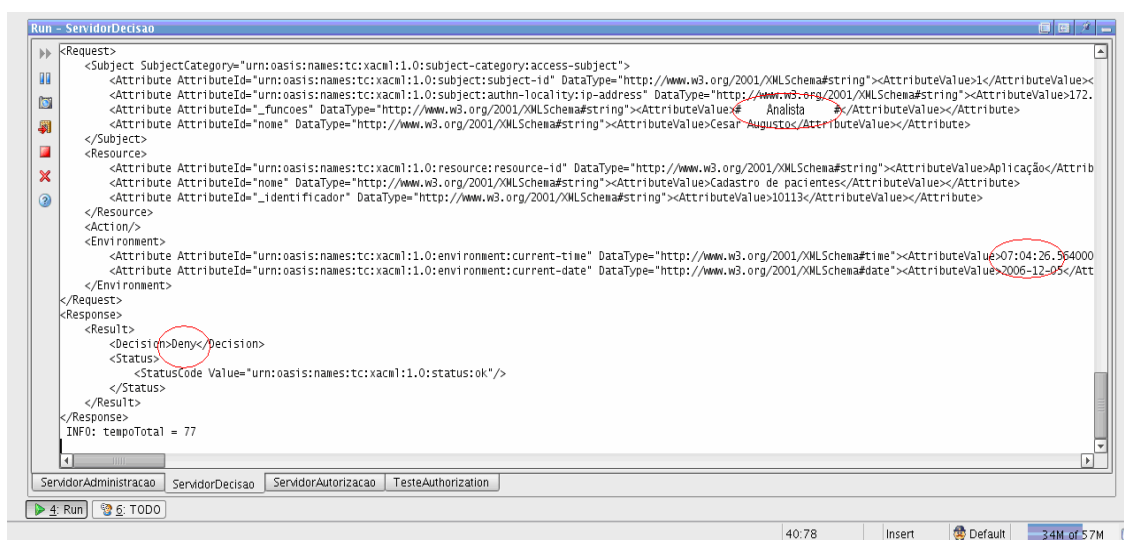 Run - ServidorDecisao
<Request>
<Subject SubjectCategory="urn:oasis:names:tc:xacml:1.0:subject-category:access-subject">
<Attribute AttributeId="urn:oasis:names:tc:xacml:1.0:subject:subject-id" DataType="http://www.w3.org/2001/XMLSchema#string"><AttributeValue>1</AttributeValue><
<Attribute AttributeId="urn:oasis:names:tc:xacml:1.0:subject:authn-locality:ip-address" DataType="http://www.w3.org/2001/XMLSchema#string"><AttributeValue>172.
<Attribute AttributeId="_funcoes" DataType="http://www.w3.org/2001/XMLSchema#string"><AttributeValue># Analista #</AttributeValue></Attribute>
<Attribute AttributeId="nome" DataType="http://www.w3.org/2001/XMLSchema#string"><AttributeValue>Cesar Augusto</AttributeValue></Attribute>
</Subject>
<Resource>
<Attribute AttributeId="urn:oasis:names:tc:xacml:1.0:resource:resource-id" DataType="http://www.w3.org/2001/XMLSchema#string"><AttributeValue>Aplicação</Attrib
<Attribute AttributeId="nome" DataType="http://www.w3.org/2001/XMLSchema#string"><AttributeValue>Cadastro de pacientes</AttributeValue></Attribute>
<Attribute AttributeId="_identificador" DataType="http://www.w3.org/2001/XMLSchema#string"><AttributeValue>10113</AttributeValue></Attribute>
</Resource>
<Action/>
<Environment>
<Attribute AttributeId="urn:oasis:names:tc:xacml:1.0:environment:current-time" DataType="http://www.w3.org/2001/XMLSchema#time"><AttributeValue>07:04:26.564000
<Attribute AttributeId="urn:oasis:names:tc:xacml:1.0:environment:current-date" DataType="http://www.w3.org/2001/XMLSchema#date"><AttributeValue>2006-12-05</Att
</Environment>
</Request>
<Response>
<Result>
<Decision>Deny</Decision>
<Status>
<StatusCode Value="urn:oasis:names:tc:xacml:1.0:status:ok"/>
</Status>
</Result>
</Response>
INFO: tempoTotal = 77
ServidorAdministracao ServidorDecisao ServidorAutorizacao TesteAuthorization
4: Run 6: TODO
40:78 Insert Default 34M of 57M